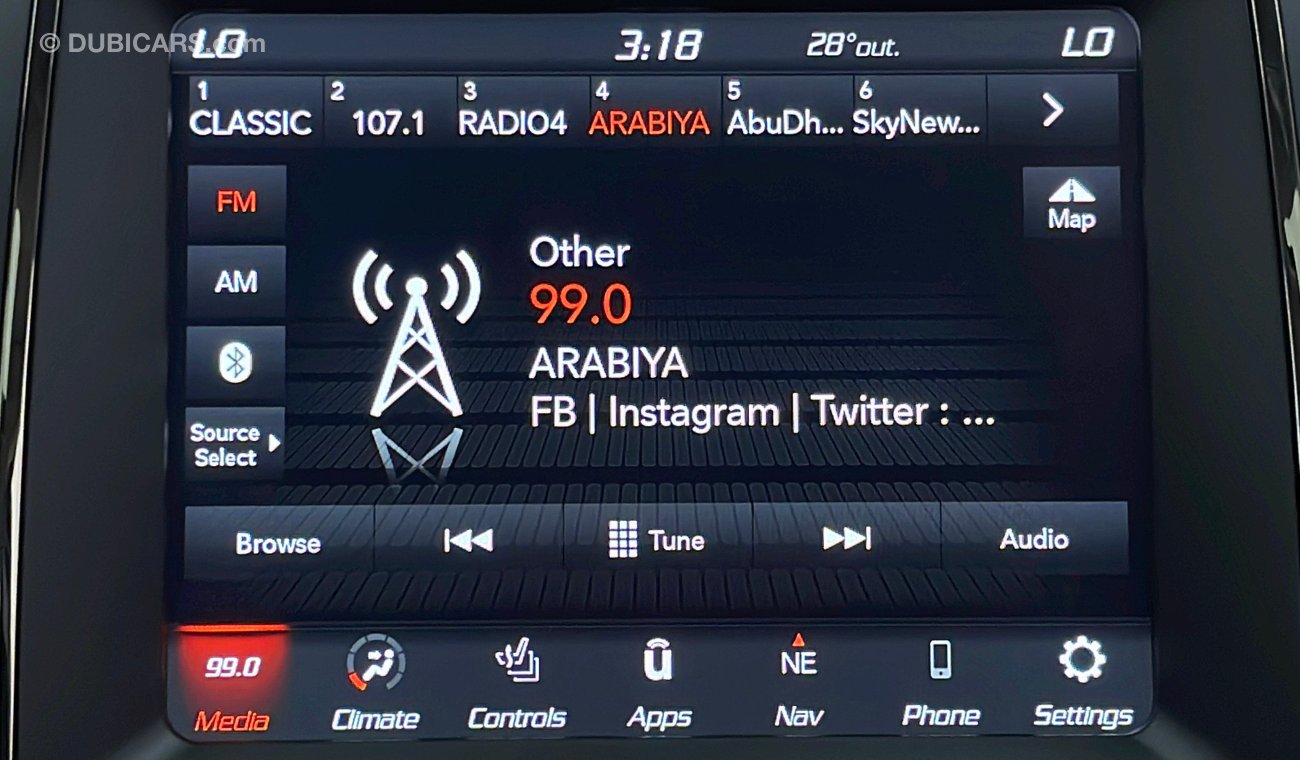 © DUBICARS.com
LO 3:18 28°out. LO
1 2 3 4 5 6
CLASSIC 107.1 RADIO4 ARABIYA AbuDh... SkyNew...
FM
Map
AM
Other
99.0
ARABIYA
FB | Instagram | Twitter : ...
Source
Select
Browse Tune Audio
99.0 u NE
Media Climate Controls Apps Nav Phone Settings